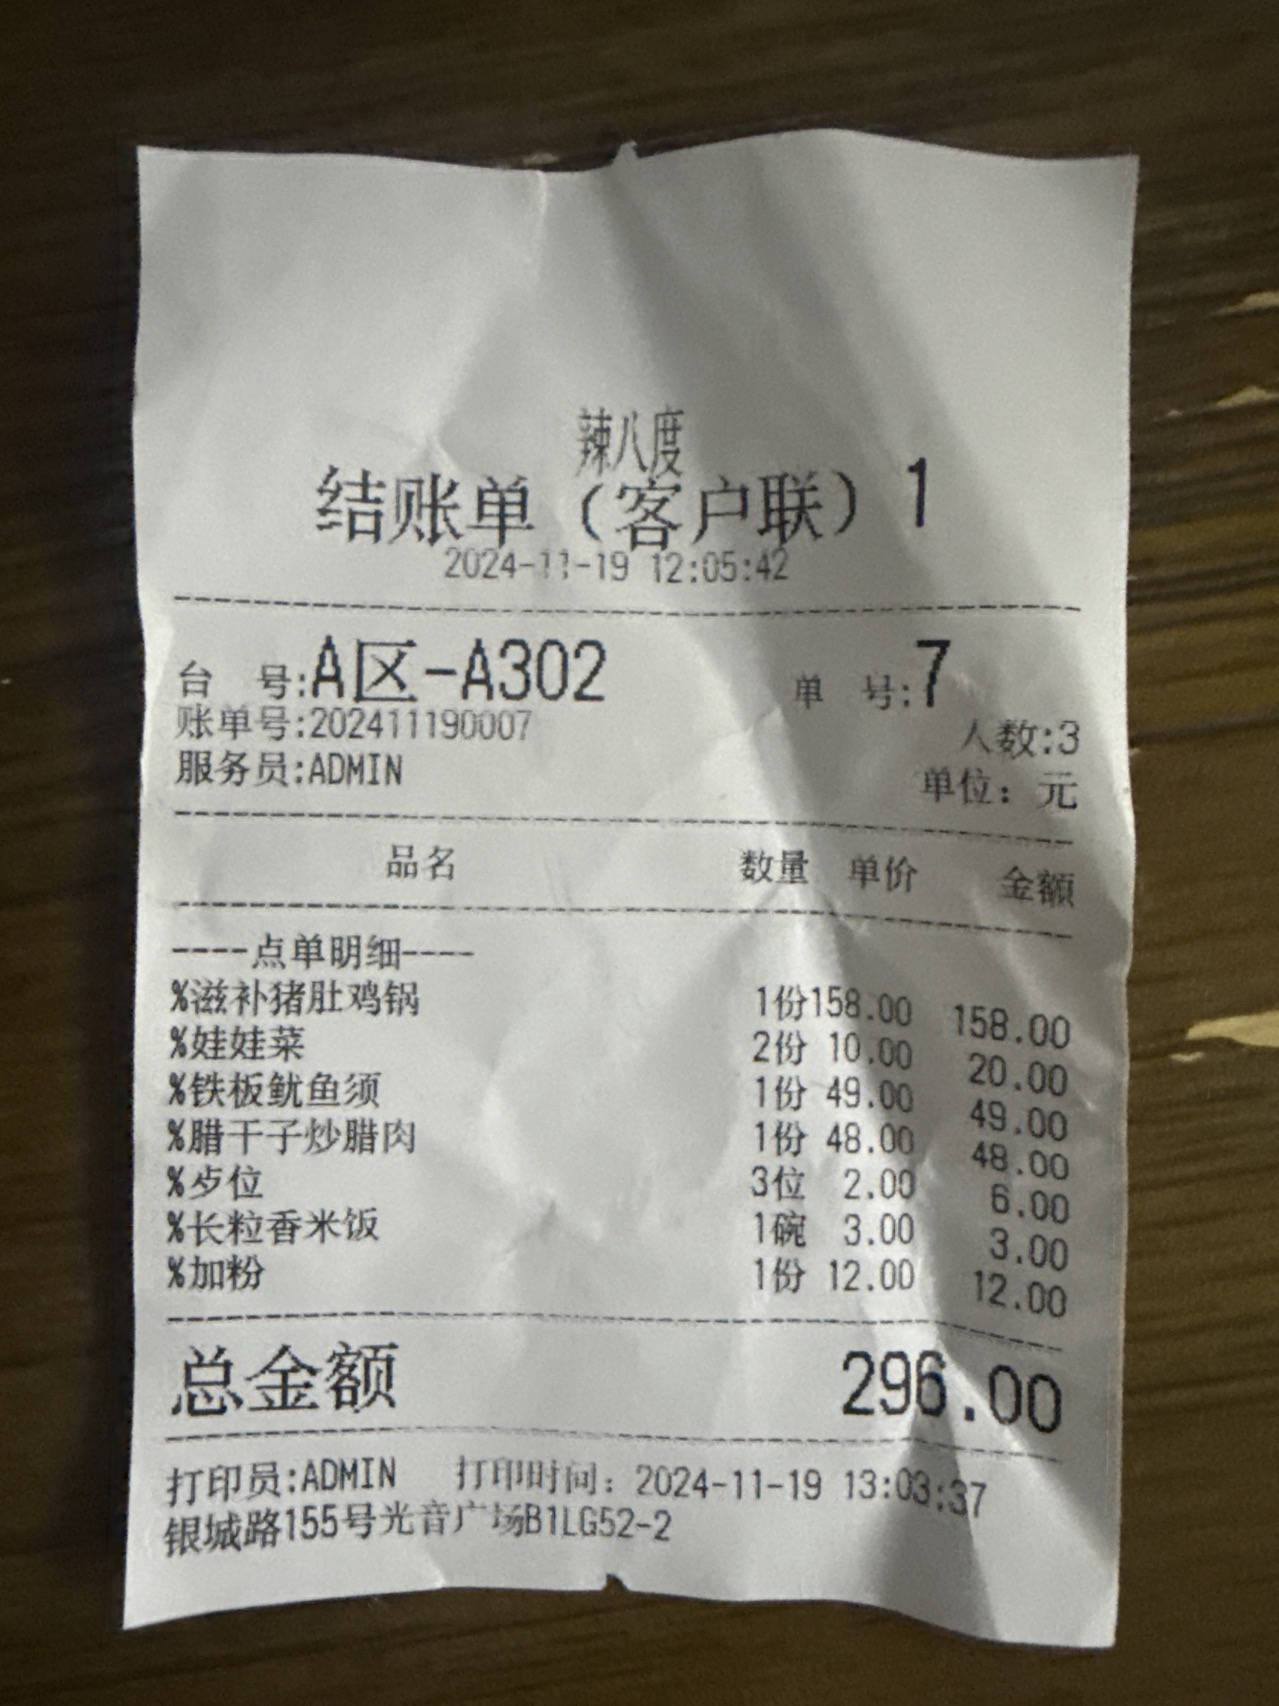 辣八度
结账单（客户联）1
2024-11-19 12:05:42
台 号:A区-A302 单 号:7
账单号:202411190007 人数:3
服务员:ADMIN 单位：元
品名 数量 单价 金额
----点单明细----
%滋补猪肚鸡锅 1份158.00 158.00
%娃娃菜 2份 10.00 20.00
%铁板鱿鱼须 1份 49.00 49.00
%腊干子炒腊肉 1份 48.00 48.00
%歺位 3位 2.00 6.00
%长粒香米饭 1碗 3.00 3.00
%加粉 1份 12.00 12.00
总金额 296.00
打印员:ADMIN 打印时间：2024-11-19 13:03:37
银城路155号光音广场B1LG52-2